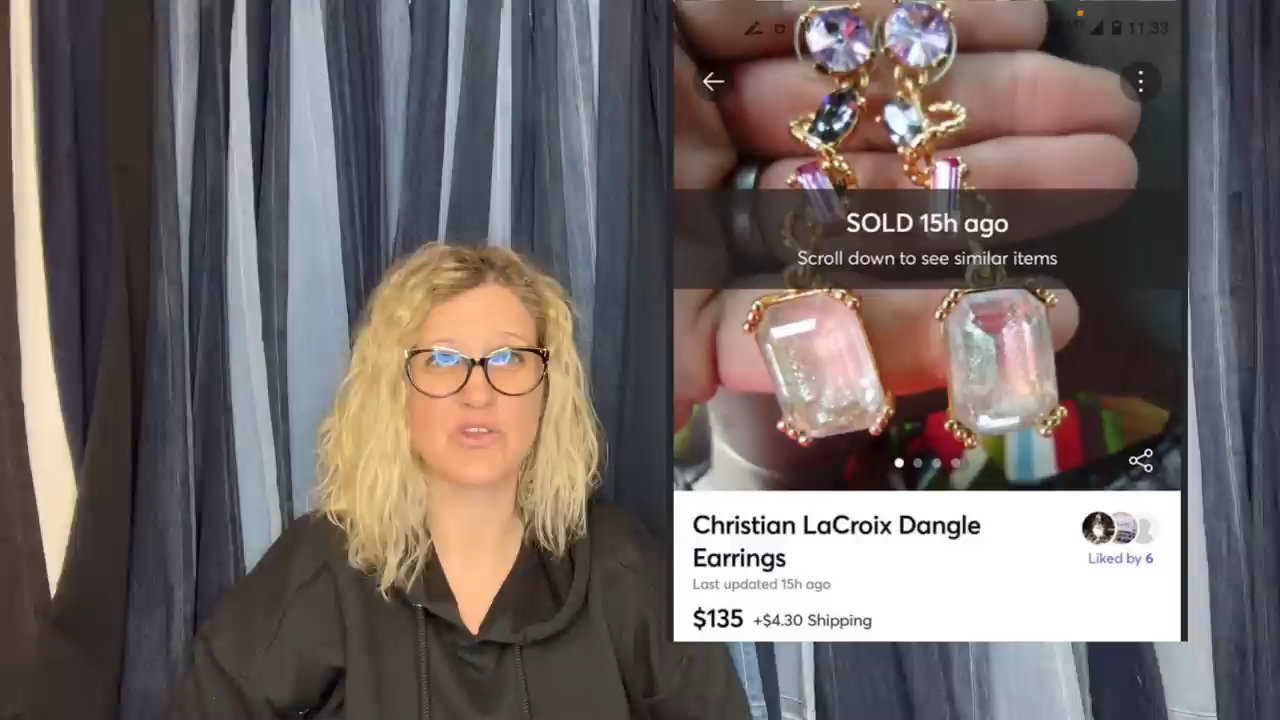 11:33
SOLD 15h ago
Scroll down to see similar items
Christian LaCroix Dangle
Earrings
Liked by 6
Last updated 15h ago
$135 +$4.30 Shipping